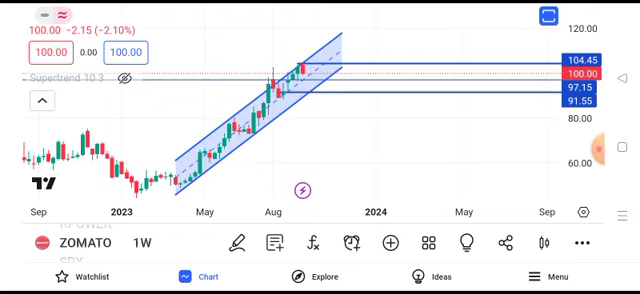 120.00
100.00 −2.15 (−2.10%)
100.00 0.00 100.00
104.45
100.00
97.15
91.55
80.00
60.00
Supertrend 10 3
Sep 2023 May Aug 2024 May Sep
ZOMATO 1W
Watchlist Chart Explore Ideas Menu